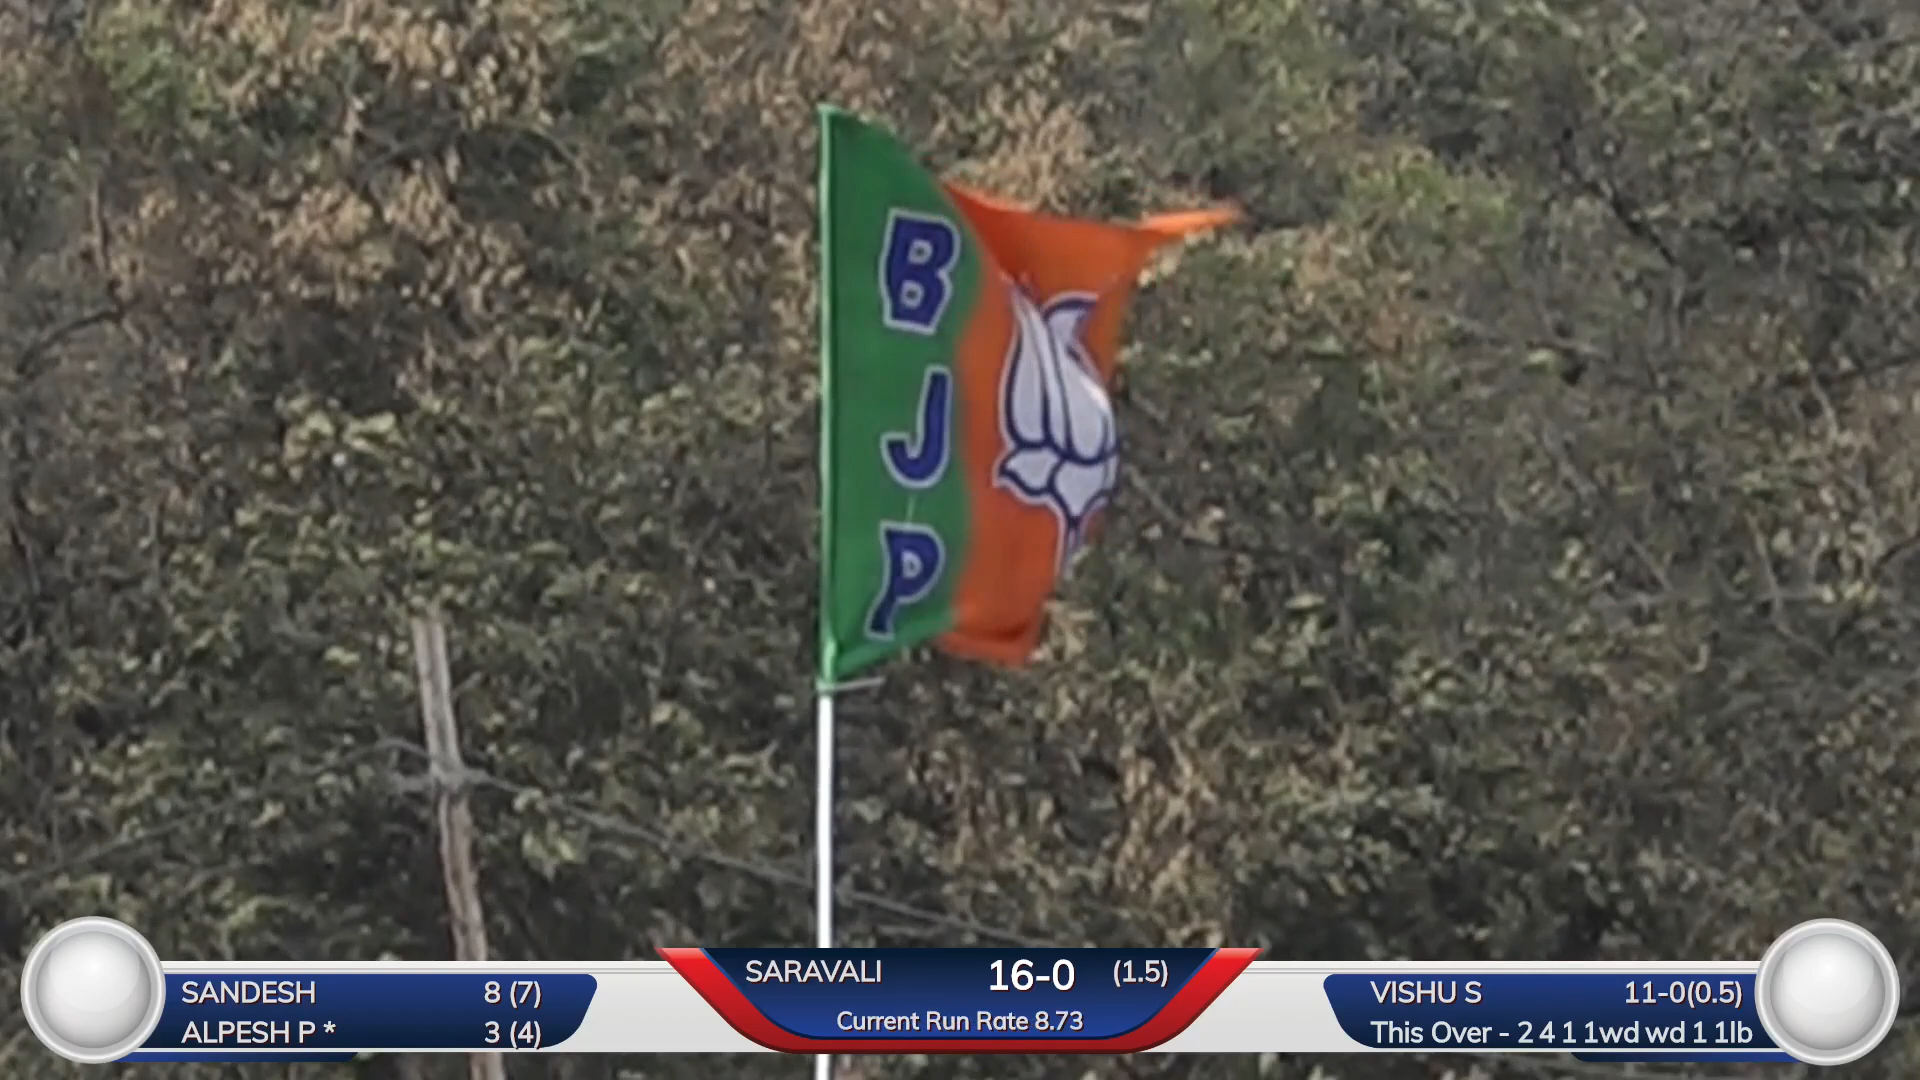 B
J
P
SANDESH 8 (7)
ALPESH P * 3 (4)
SARAVALI 16-0 (1.5)
Current Run Rate 8.73
VISHU S 11-0(0.5)
This Over - 2 4 1 1wd wd 1 1lb